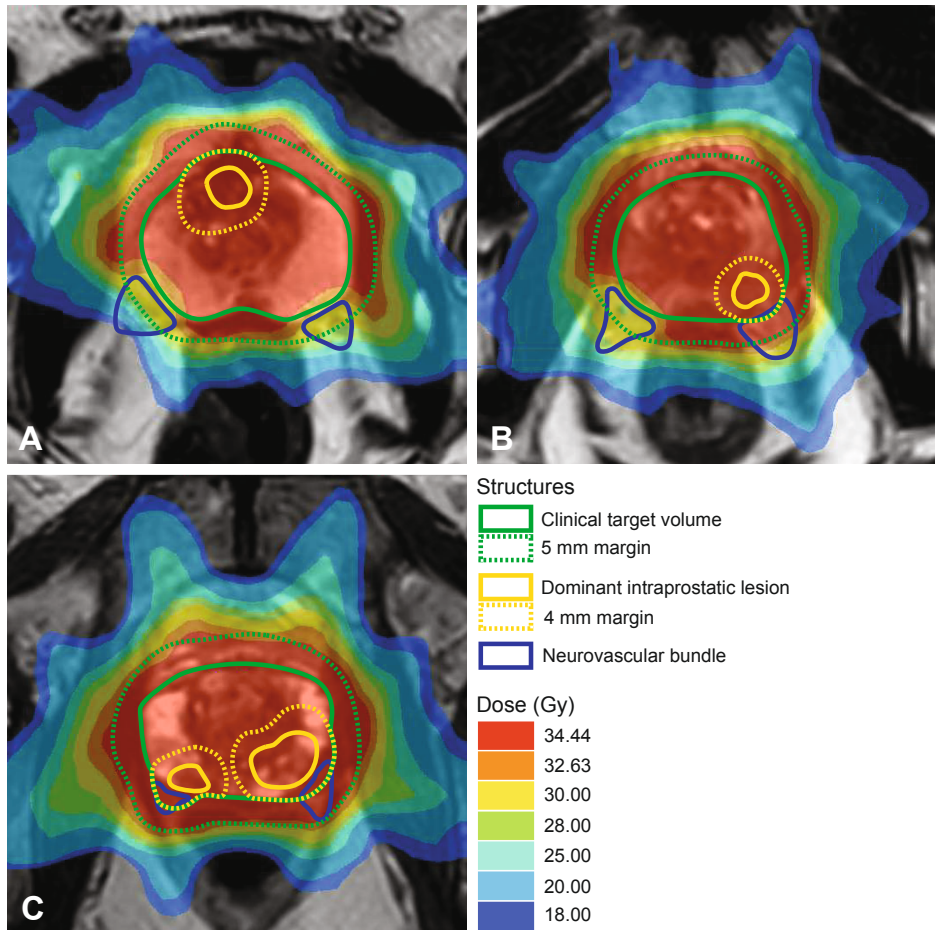 A
B
C
Structures
Clinical target volume
5 mm margin
Dominant intraprostatic lesion
4 mm margin
Neurovascular bundle
Dose (Gy)
34.44
32.63
30.00
28.00
25.00
20.00
18.00